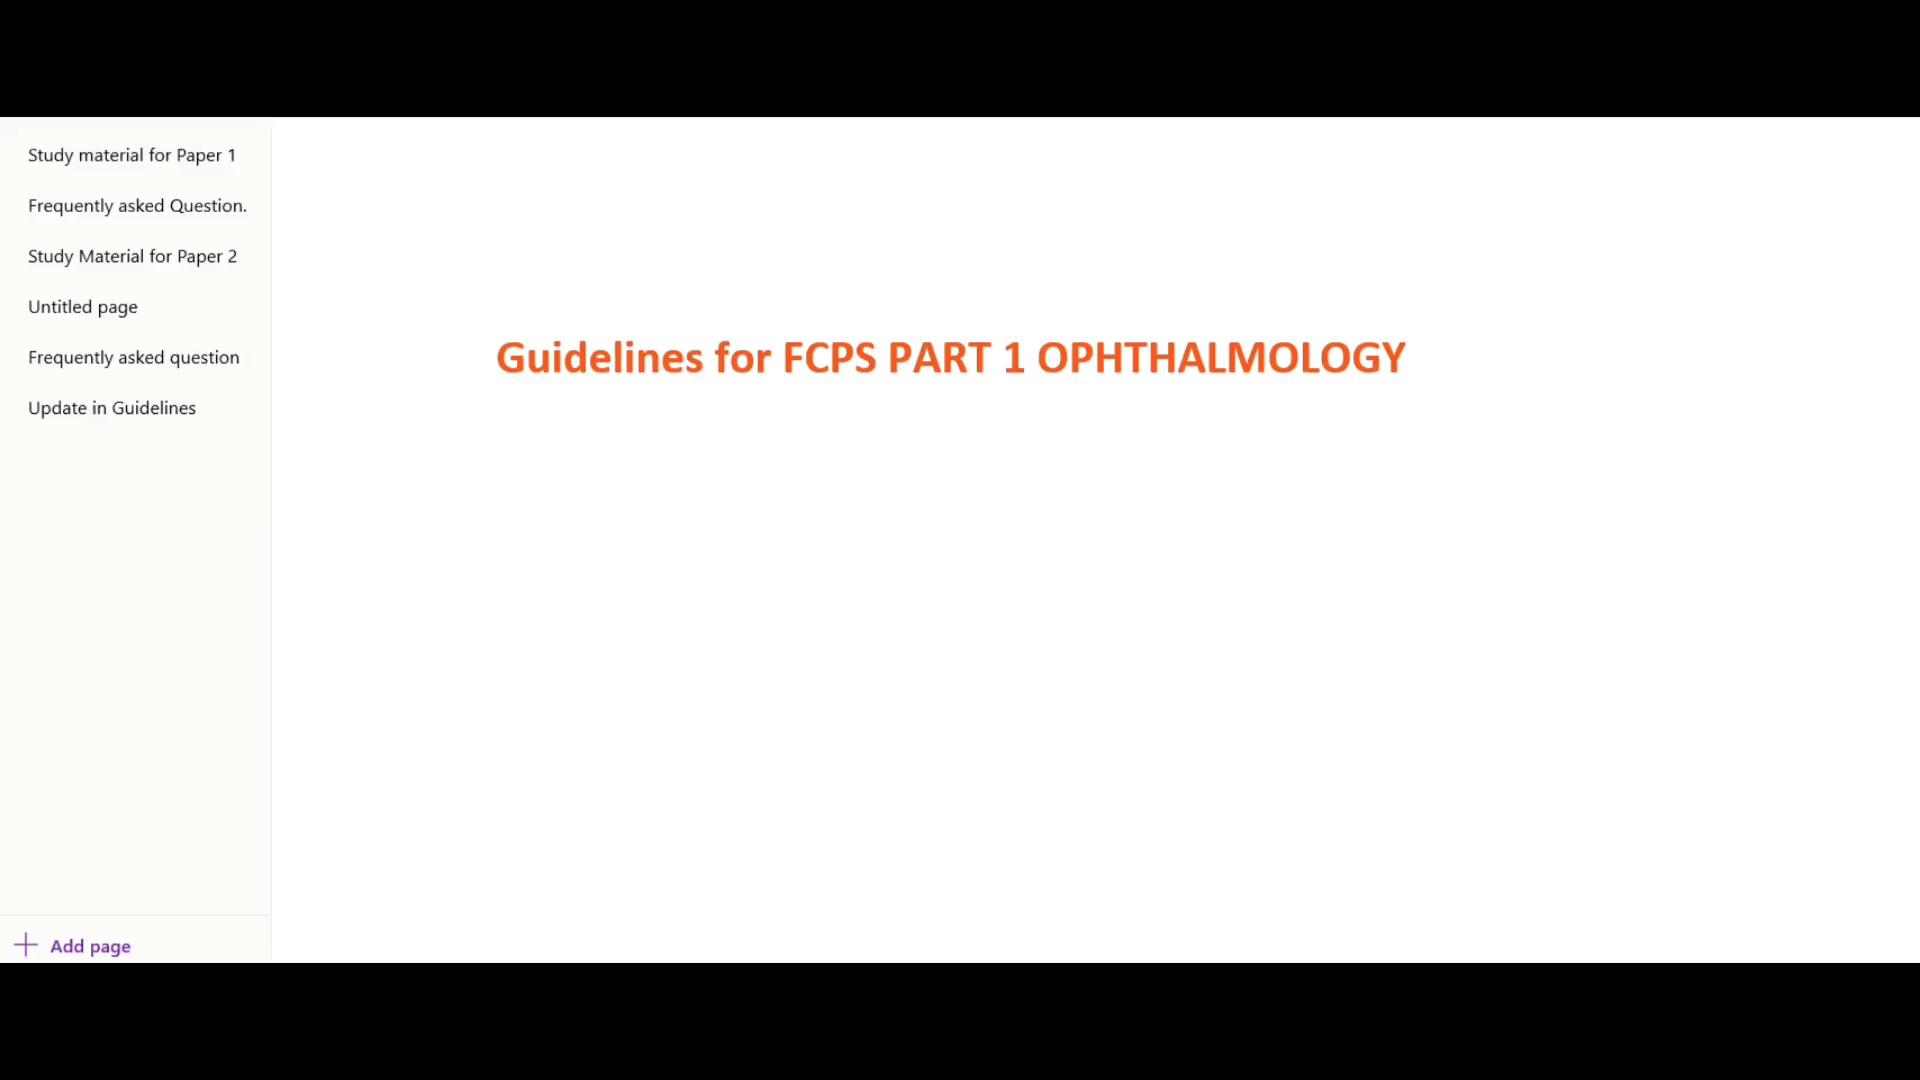 Study material for Paper 1
Frequently asked Question.
Study Material for Paper 2
Untitled page
Frequently asked question
Update in Guidelines
Guidelines for FCPS PART 1 OPHTHALMOLOGY
Add page